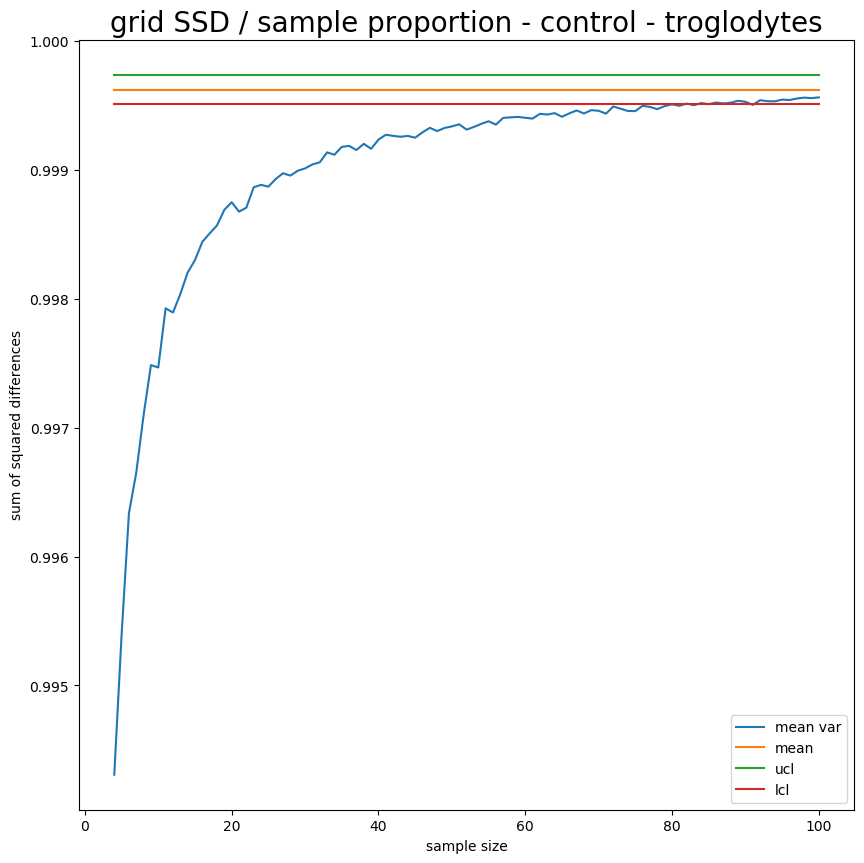 grid SSD / sample proportion - control - troglodytes
1.000
0.999
0.998
0.997
0.996
0.995
sum of squared differences
0
20
40
60
80
100
sample size
mean var
mean
ucl
lcl